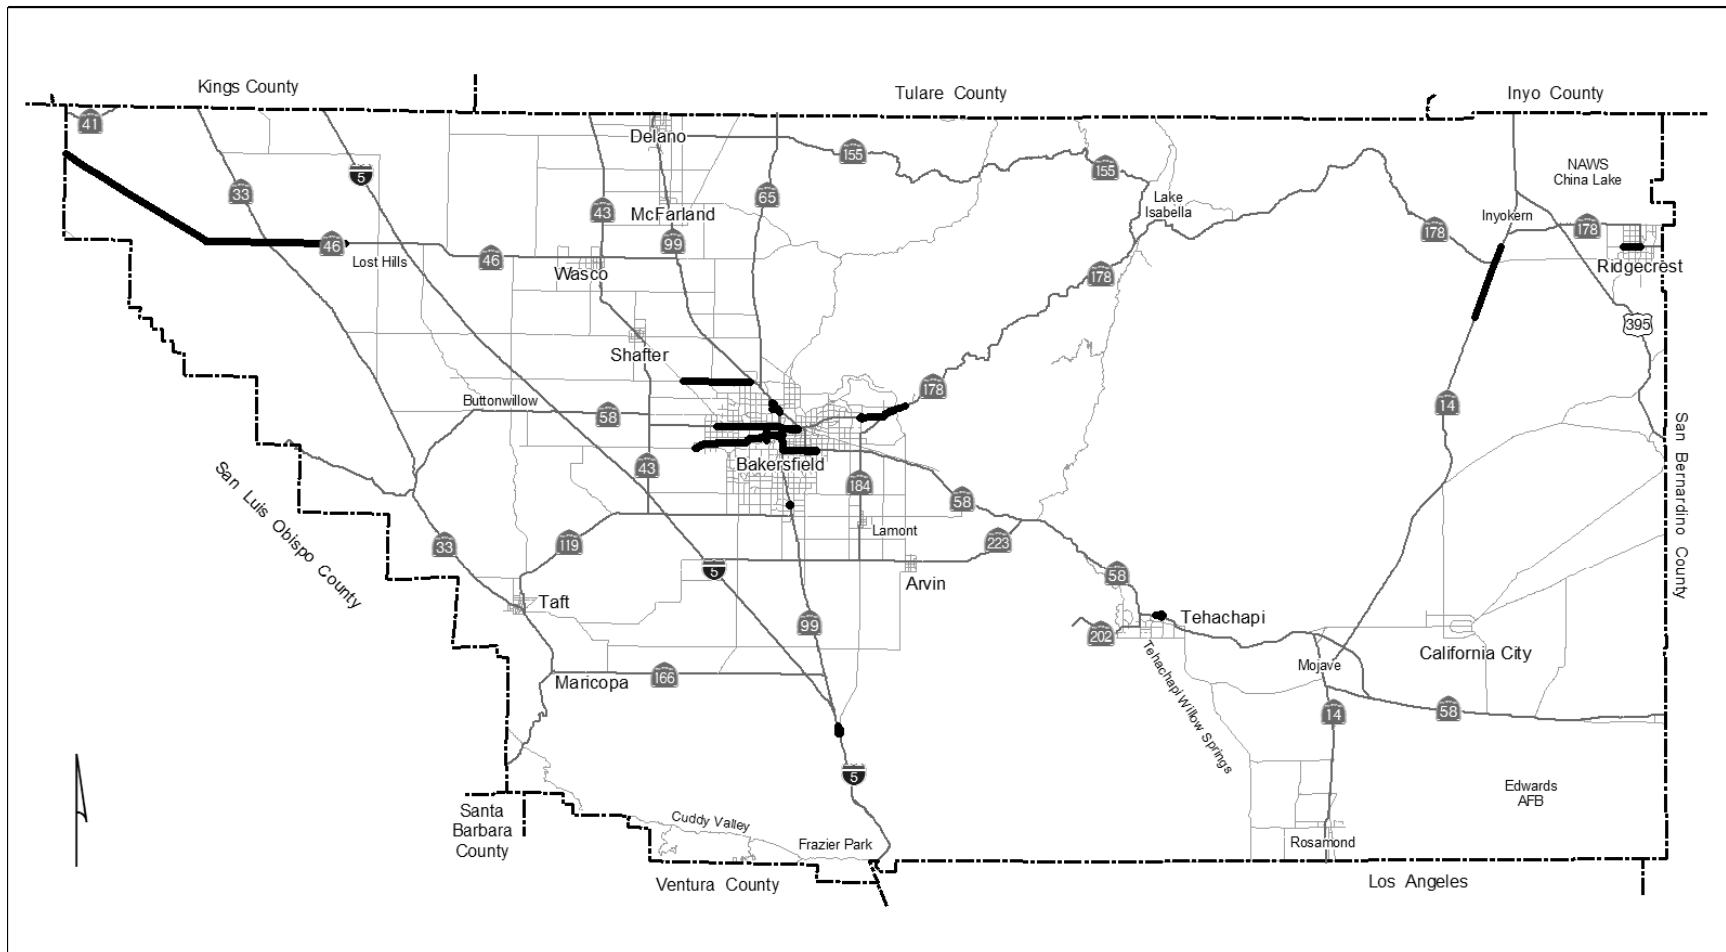 Kings County
Tulare County
Inyo County
41
Delano
155
5
33
65
155
NAWS
China Lake
Lake
Isabella
43
McFarland
Inyokern
178
178
99
46
46
Lost Hills
Wasco
178
Ridgecrest
395
Shafter
178
Buttonwillow
58
14
Bakersfield
43
184
58
San Luis Obispo County
San Bernardino County
Lamont
33
119
223
5
Arvin
58
Taft
99
Tehachapi
202
Tehachapi Willow Springs
Mojave
California City
Maricopa
166
14
58
5
Edwards
AFB
Santa
Barbara
County
Cuddy Valley
Frazier Park
Rosamond
Ventura County
Los Angeles